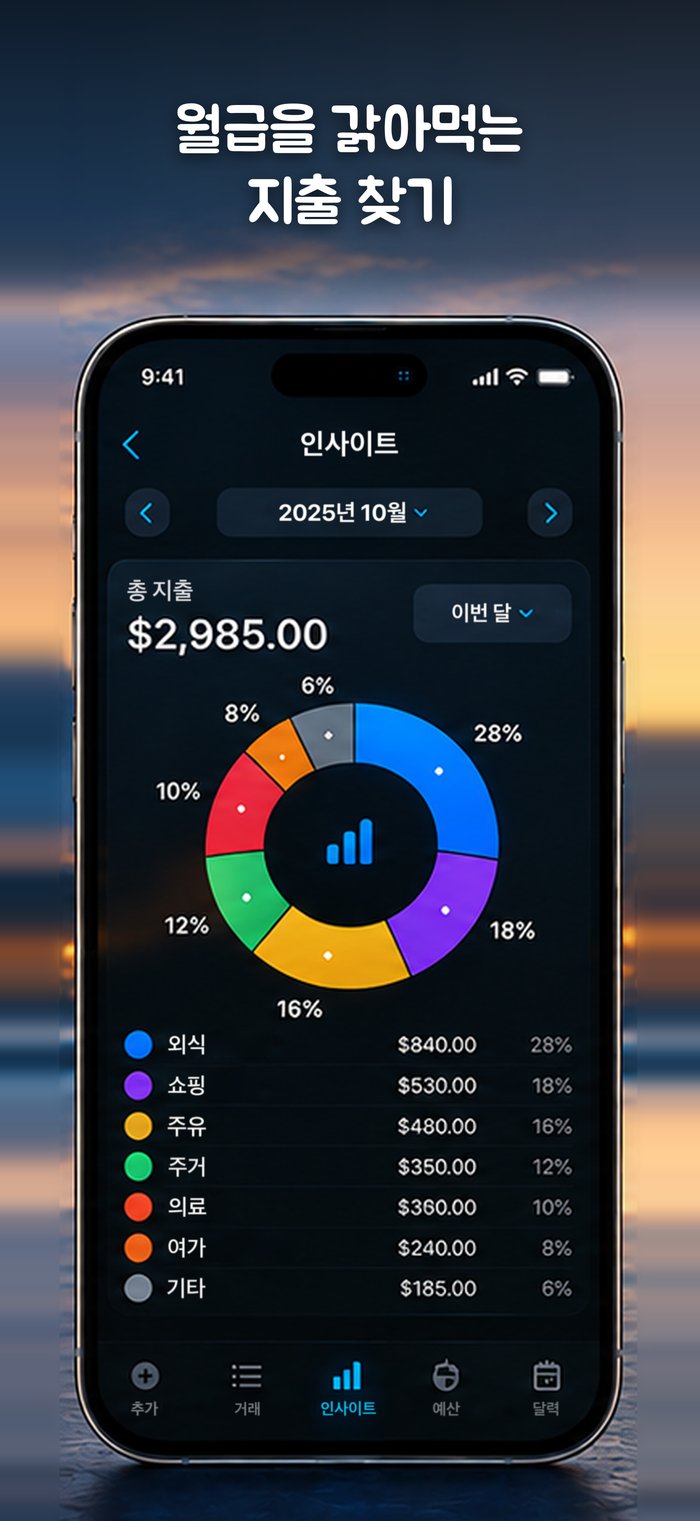 월급을 갉아먹는
지출 찾기
9:41
인사이트
2025년 10월
총 지출
$2,985.00
이번 달
6%
8%
28%
10%
12%
18%
16%
외식 $840.00 28%
쇼핑 $530.00 18%
주유 $480.00 16%
주거 $350.00 12%
의료 $360.00 10%
여가 $240.00 8%
기타 $185.00 6%
추가 거래 인사이트 예산 달력